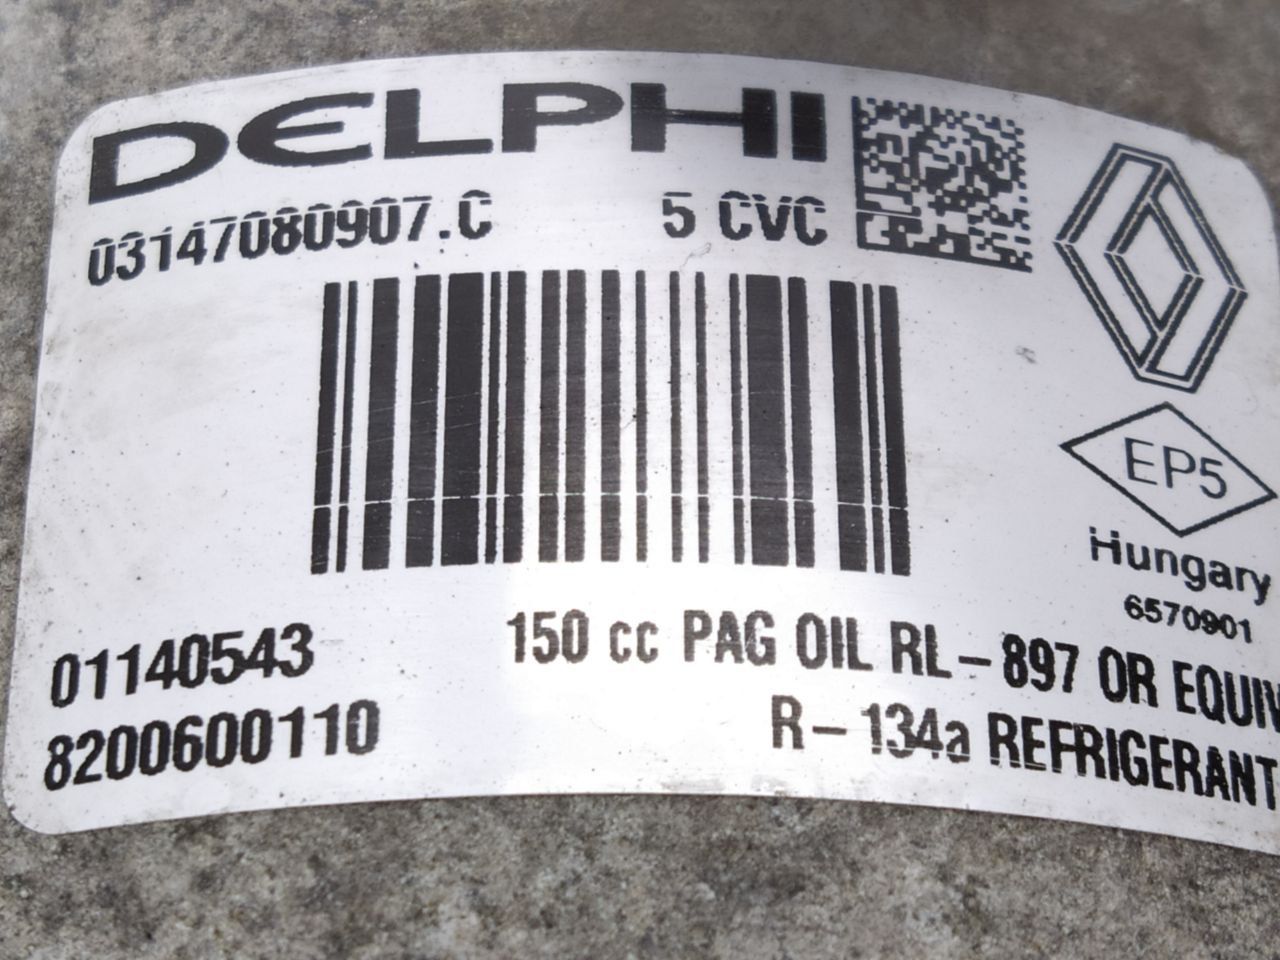 DELPHI
03147080907.C 5 CVC
EP5
Hungary
6570901
01140543 150 cc PAG OIL RL-897 OR EQUIV
8200600110 R-134a REFRIGERANT